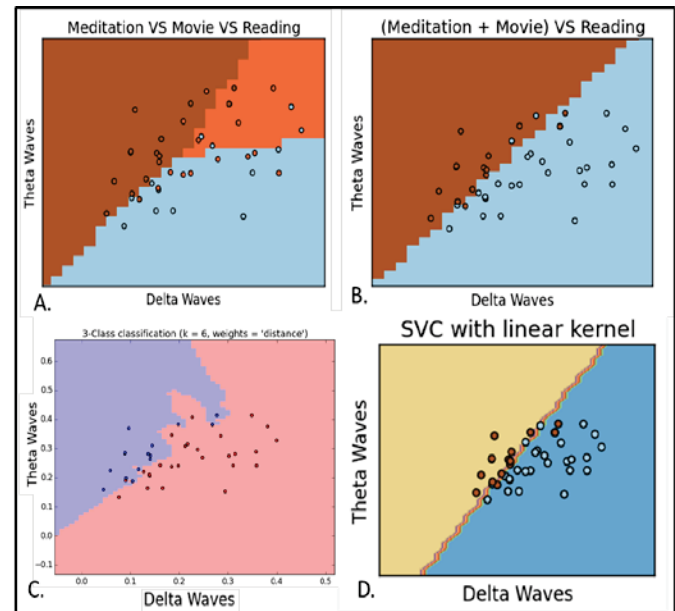 Meditation VS Movie VS Reading
Theta Waves
Delta Waves
A.
(Meditation + Movie) VS Reading
Theta Waves
Delta Waves
B.
3-Class classification (k = 6, weights = 'distance')
0.6
0.5
0.4
0.3
0.2
0.1
0.0
−0.1
Theta Waves
0.0 0.1 0.2 0.3 0.4 0.5
C.
Delta Waves
SVC with linear kernel
Theta Waves
D.
Delta Waves